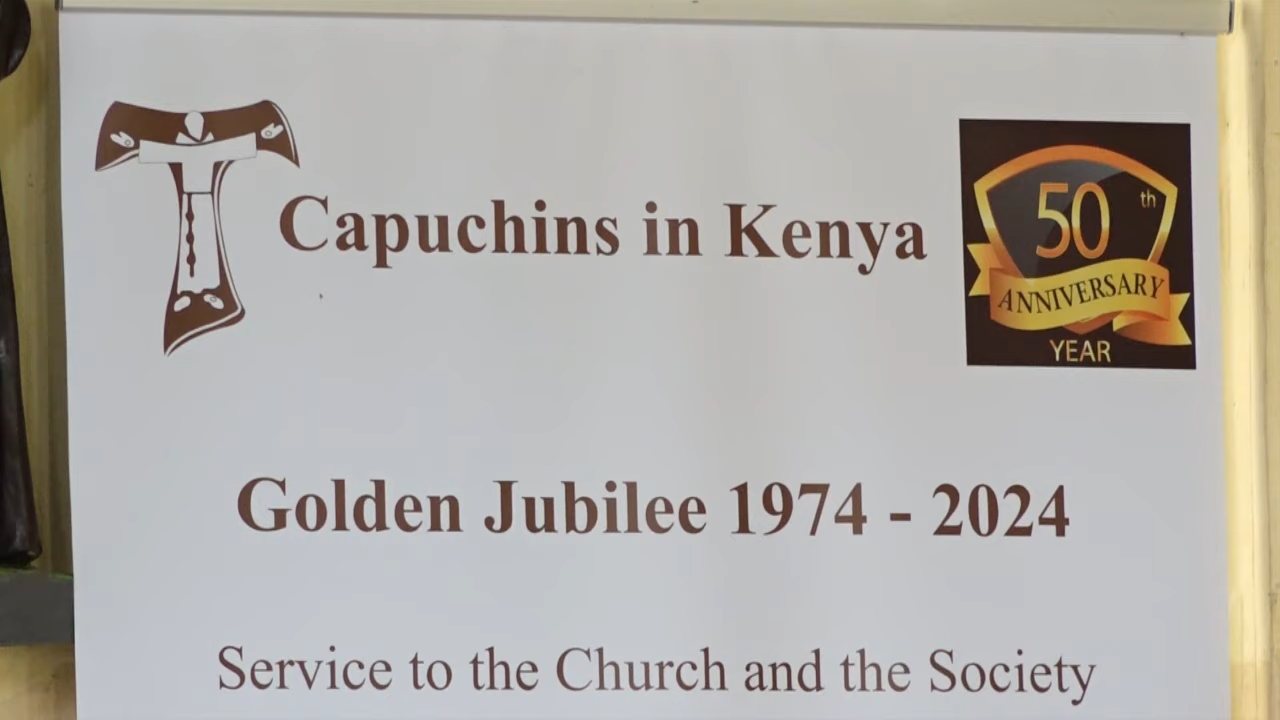 Capuchins in Kenya
50th
ANNIVERSARY
YEAR
Golden Jubilee 1974 - 2024
Service to the Church and the Society